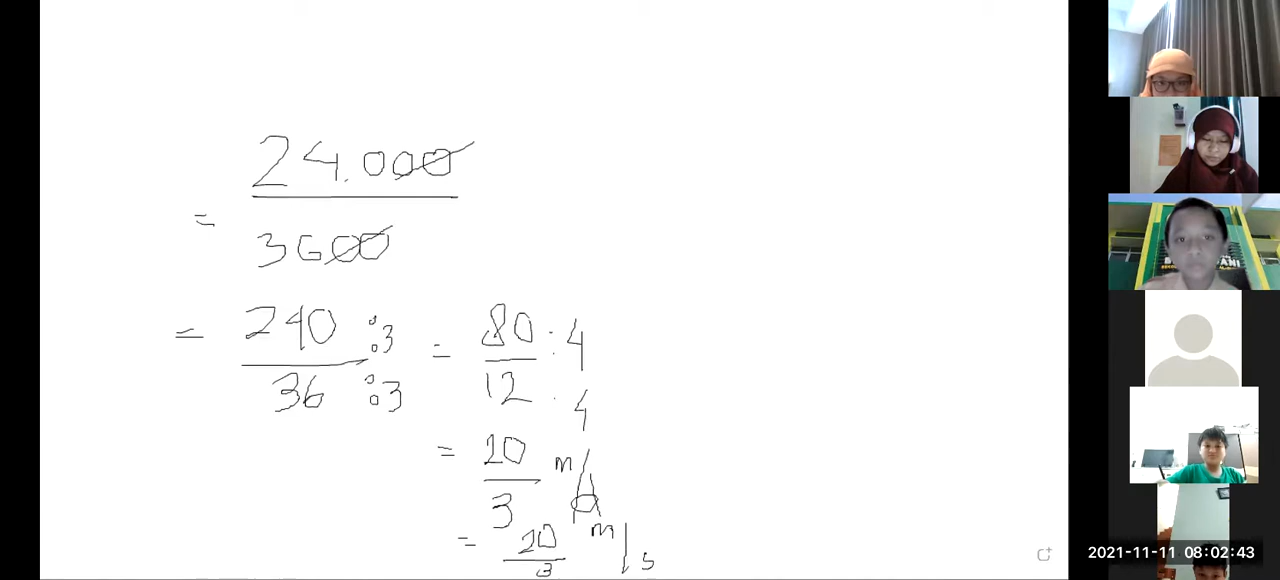 24.000
= ―
3600
= 240/36 :3/:3 = 80/12 :4/:4
= 20/3 m/
= 20/3 m/s
2021-11-11 08:02:43